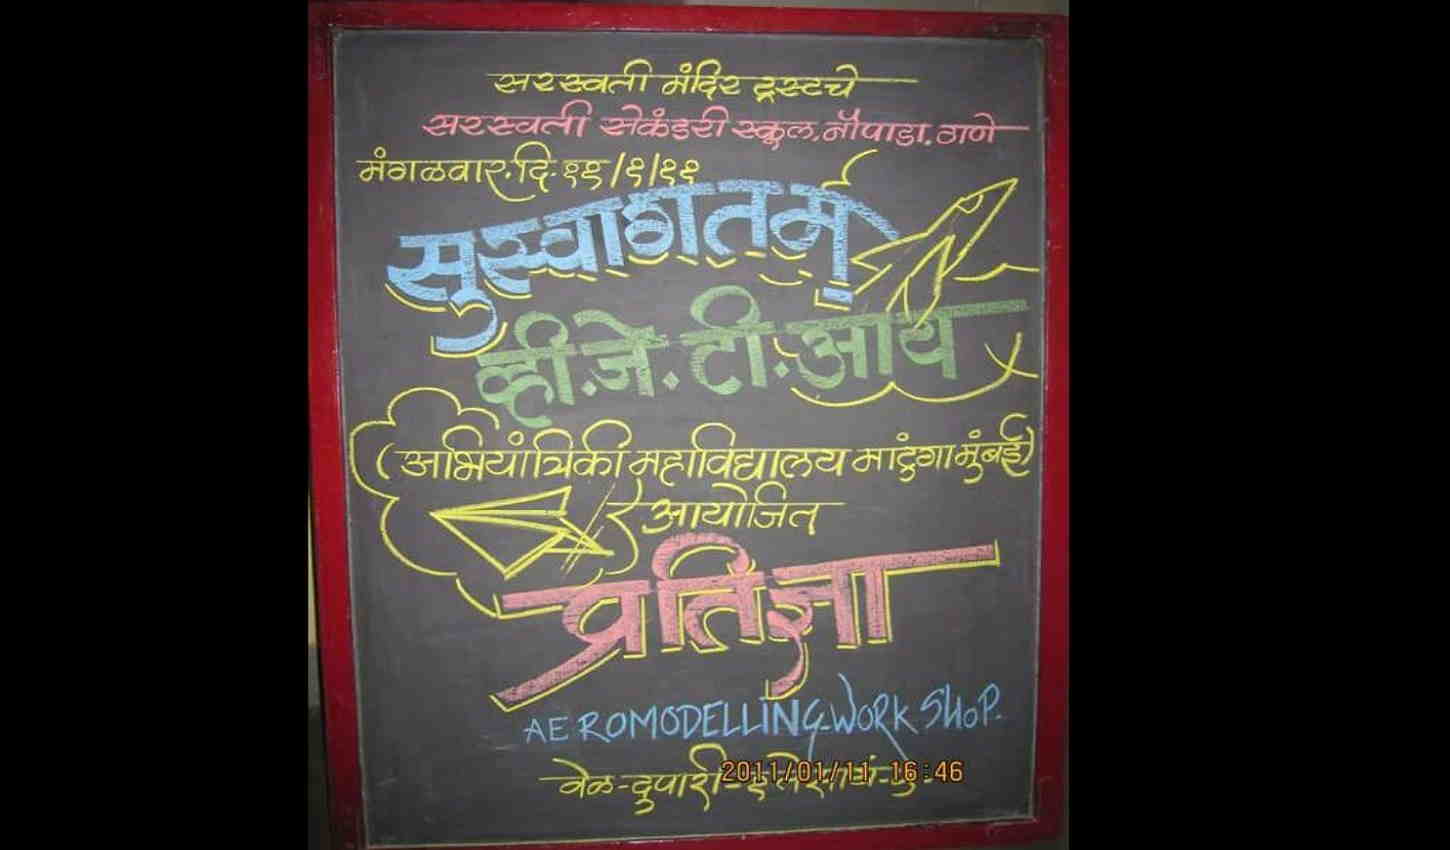 सरस्वती मंदिर ट्रस्टचे
सरस्वती सेकंडरी स्कूल, नौपाडा, ठाणे
मंगळवार. दि. ११/१/११
सुस्वागतम्
व्ही. जे. टी. आय
(अभियांत्रिकी महाविद्यालय माटुंगा मुंबई)
आयोजित
प्रतिज्ञा
AEROMODELLING WORK SHOP.
वेळ - दुपारी
2011/01/11 16:46